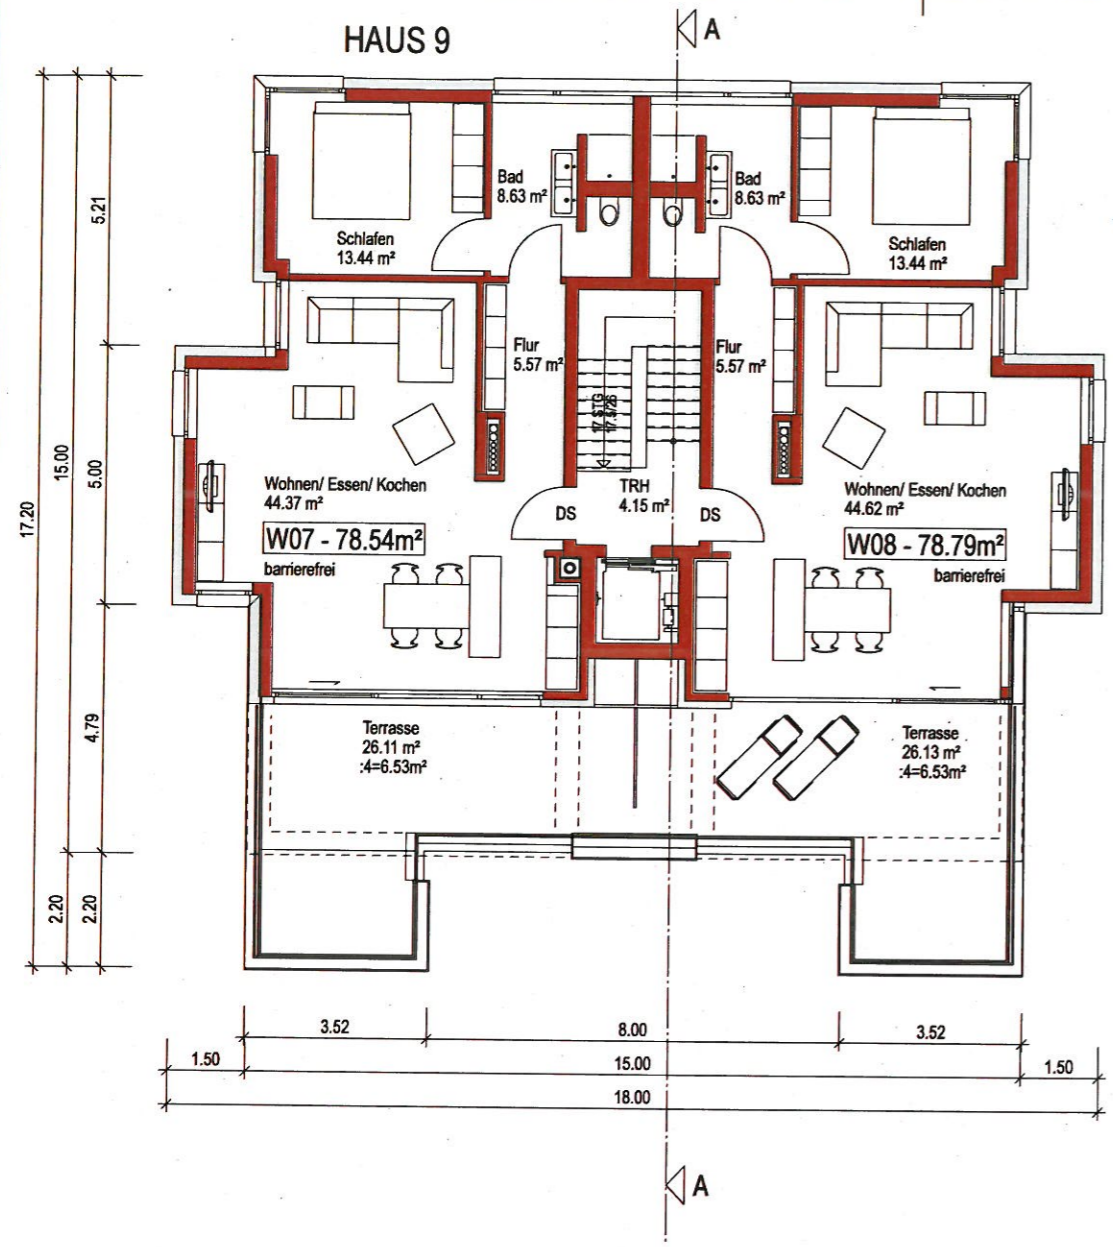 HAUS 9
A
5.21
5.00
15.00
17.20
4.79
2.20
2.20
Bad
8.63 m²
Bad
8.63 m²
Schlafen
13.44 m²
Schlafen
13.44 m²
Flur
5.57 m²
Flur
5.57 m²
17 STG
17.5/26
Wohnen/ Essen/ Kochen
44.37 m²
W07 - 78.54m²
barrierefrei
TRH
4.15 m²
DS
DS
Wohnen/ Essen/ Kochen
44.62 m²
W08 - 78.79m²
barrierefrei
Terrasse
26.11 m²
:4=6.53m²
Terrasse
26.13 m²
:4=6.53m²
3.52
8.00
3.52
1.50
15.00
1.50
18.00
A